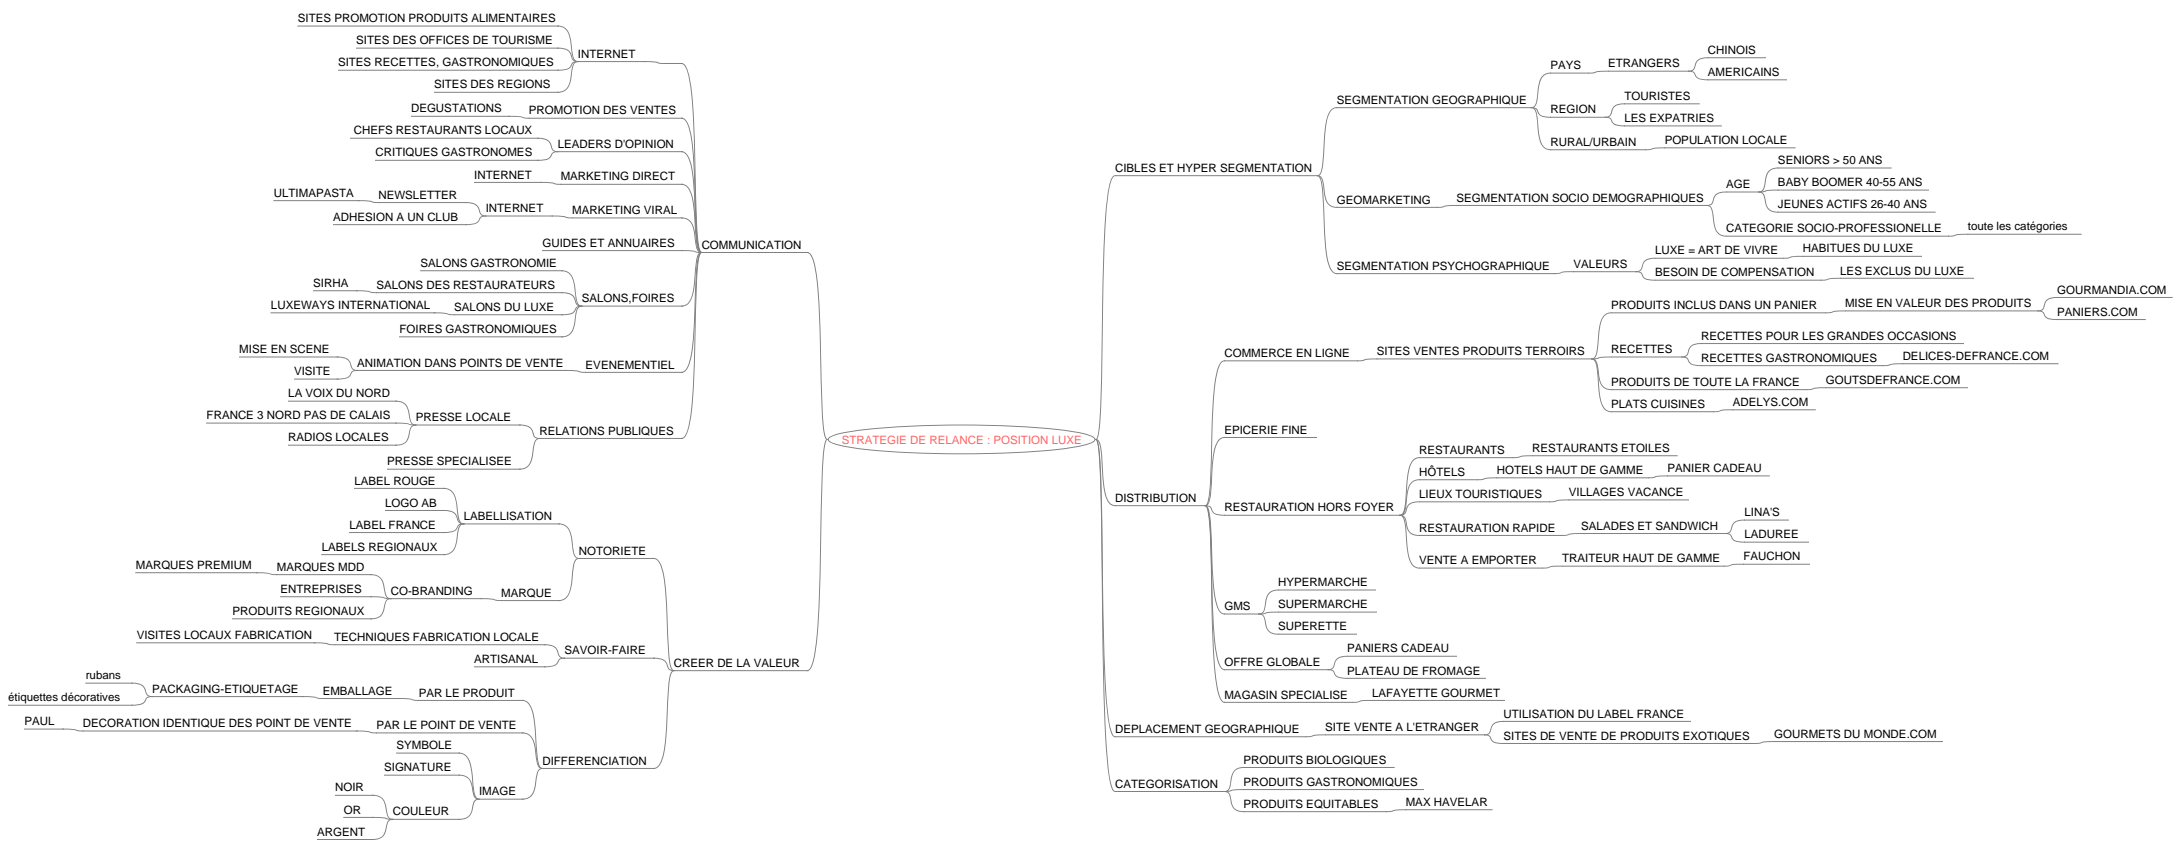 STRATEGIE DE RELANCE : POSITION LUXE
COMMUNICATION
INTERNET
SITES PROMOTION PRODUITS ALIMENTAIRES
SITES DES OFFICES DE TOURISME
SITES RECETTES, GASTRONOMIQUES
SITES DES REGIONS
PROMOTION DES VENTES
DEGUSTATIONS
LEADERS D'OPINION
CHEFS RESTAURANTS LOCAUX
CRITIQUES GASTRONOMES
MARKETING DIRECT
INTERNET
MARKETING VIRAL
INTERNET
NEWSLETTER
ULTIMAPASTA
ADHESION A UN CLUB
GUIDES ET ANNUAIRES
SALONS,FOIRES
SALONS GASTRONOMIE
SALONS DES RESTAURATEURS
SIRHA
SALONS DU LUXE
LUXEWAYS INTERNATIONAL
FOIRES GASTRONOMIQUES
EVENEMENTIEL
ANIMATION DANS POINTS DE VENTE
MISE EN SCENE
VISITE
RELATIONS PUBLIQUES
PRESSE LOCALE
LA VOIX DU NORD
FRANCE 3 NORD PAS DE CALAIS
RADIOS LOCALES
PRESSE SPECIALISEE
CREER DE LA VALEUR
NOTORIETE
LABELLISATION
LABEL ROUGE
LOGO AB
LABEL FRANCE
LABELS REGIONAUX
MARQUE
CO-BRANDING
MARQUES MDD
MARQUES PREMIUM
ENTREPRISES
PRODUITS REGIONAUX
SAVOIR-FAIRE
TECHNIQUES FABRICATION LOCALE
VISITES LOCAUX FABRICATION
ARTISANAL
DIFFERENCIATION
PAR LE PRODUIT
EMBALLAGE
PACKAGING-ETIQUETAGE
rubans
étiquettes décoratives
PAR LE POINT DE VENTE
DECORATION IDENTIQUE DES POINT DE VENTE
PAUL
IMAGE
SYMBOLE
SIGNATURE
COULEUR
NOIR
OR
ARGENT
CIBLES ET HYPER SEGMENTATION
SEGMENTATION GEOGRAPHIQUE
PAYS
ETRANGERS
CHINOIS
AMERICAINS
REGION
TOURISTES
LES EXPATRIES
RURAL/URBAIN
POPULATION LOCALE
GEOMARKETING
SEGMENTATION SOCIO DEMOGRAPHIQUES
AGE
SENIORS > 50 ANS
BABY BOOMER 40-55 ANS
JEUNES ACTIFS 26-40 ANS
CATEGORIE SOCIO-PROFESSIONELLE
toute les catégories
SEGMENTATION PSYCHOGRAPHIQUE
VALEURS
LUXE = ART DE VIVRE
HABITUES DU LUXE
BESOIN DE COMPENSATION
LES EXCLUS DU LUXE
DISTRIBUTION
COMMERCE EN LIGNE
SITES VENTES PRODUITS TERROIRS
PRODUITS INCLUS DANS UN PANIER
MISE EN VALEUR DES PRODUITS
GOURMANDIA.COM
PANIERS.COM
RECETTES
RECETTES POUR LES GRANDES OCCASIONS
RECETTES GASTRONOMIQUES
DELICES-DEFRANCE.COM
PRODUITS DE TOUTE LA FRANCE
GOUTSDEFRANCE.COM
PLATS CUISINES
ADELYS.COM
EPICERIE FINE
RESTAURATION HORS FOYER
RESTAURANTS
RESTAURANTS ETOILES
HÔTELS
HOTELS HAUT DE GAMME
PANIER CADEAU
LIEUX TOURISTIQUES
VILLAGES VACANCE
RESTAURATION RAPIDE
SALADES ET SANDWICH
LINA'S
LADUREE
VENTE A EMPORTER
TRAITEUR HAUT DE GAMME
FAUCHON
GMS
HYPERMARCHE
SUPERMARCHE
SUPERETTE
OFFRE GLOBALE
PANIERS CADEAU
PLATEAU DE FROMAGE
MAGASIN SPECIALISE
LAFAYETTE GOURMET
DEPLACEMENT GEOGRAPHIQUE
SITE VENTE A L'ETRANGER
UTILISATION DU LABEL FRANCE
SITES DE VENTE DE PRODUITS EXOTIQUES
GOURMETS DU MONDE.COM
CATEGORISATION
PRODUITS BIOLOGIQUES
PRODUITS GASTRONOMIQUES
PRODUITS EQUITABLES
MAX HAVELAR